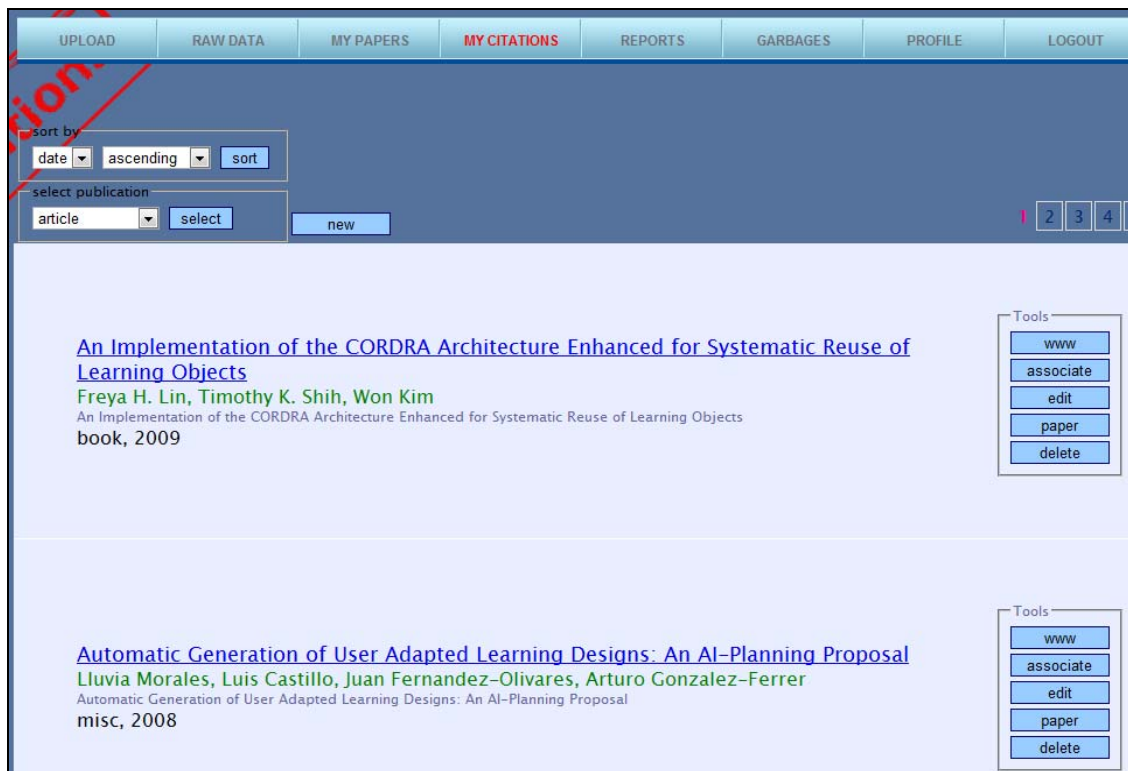 UPLOAD RAW DATA MY PAPERS MY CITATIONS REPORTS GARBAGES PROFILE LOGOUT
sort by
date ascending sort
select publication
article select new
1 2 3 4
An Implementation of the CORDRA Architecture Enhanced for Systematic Reuse of
Learning Objects
Freya H. Lin, Timothy K. Shih, Won Kim
An Implementation of the CORDRA Architecture Enhanced for Systematic Reuse of Learning Objects
book, 2009
Tools
www
associate
edit
paper
delete
Automatic Generation of User Adapted Learning Designs: An AI-Planning Proposal
Lluvia Morales, Luis Castillo, Juan Fernandez-Olivares, Arturo Gonzalez-Ferrer
Automatic Generation of User Adapted Learning Designs: An AI-Planning Proposal
misc, 2008
Tools
www
associate
edit
paper
delete